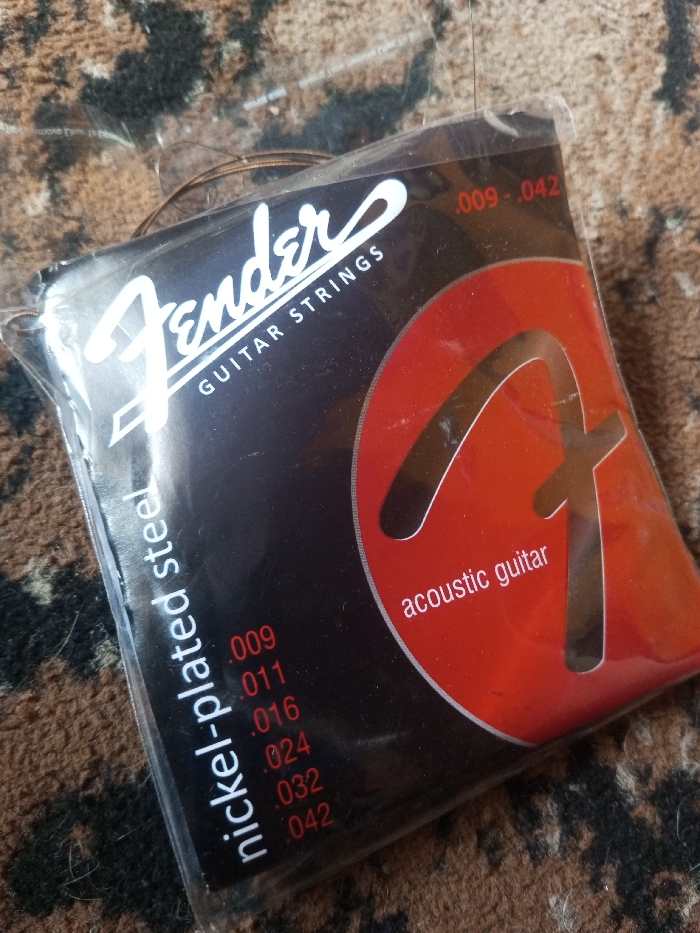 .009 - .042
Fender
GUITAR STRINGS
acoustic guitar
nickel-plated steel
.009
.011
.016
.024
.032
.042